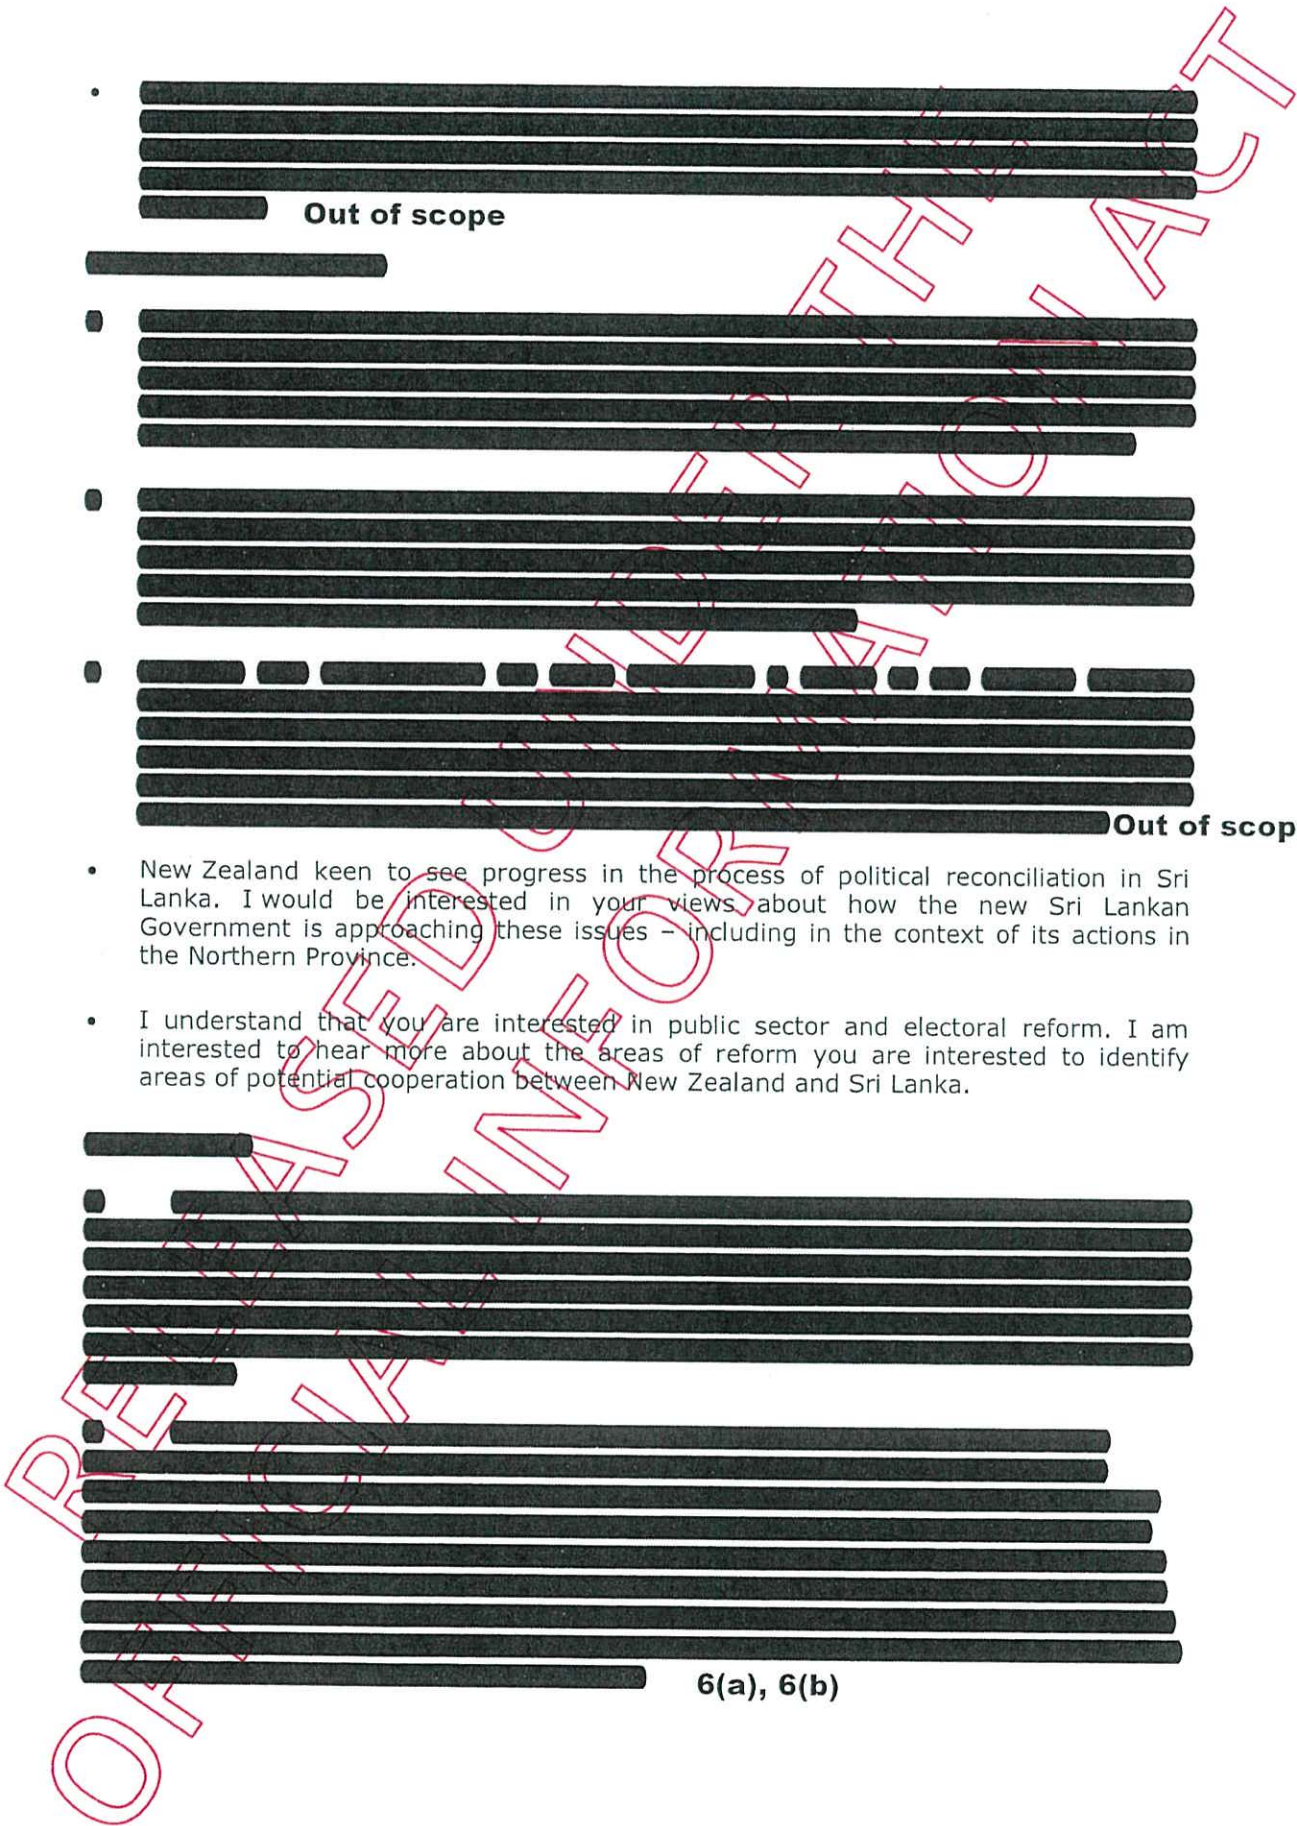 • 
Out of scope
Out of scop
• New Zealand keen to see progress in the process of political reconciliation in Sri
Lanka. I would be interested in your views about how the new Sri Lankan
Government is approaching these issues – including in the context of its actions in
the Northern Province.
• I understand that you are interested in public sector and electoral reform. I am
interested to hear more about the areas of reform you are interested to identify
areas of potential cooperation between New Zealand and Sri Lanka.
6(a), 6(b)
RELEASED UNDER THE
OFFICIAL INFORMATION ACT